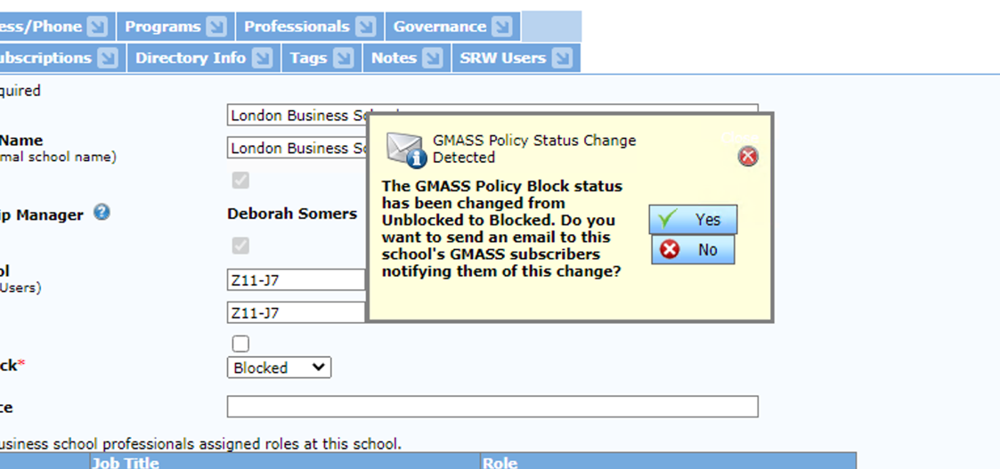 ess/Phone Programs Professionals Governance
ubscriptions Directory Info Tags Notes SRW Users
quired
London Business S
Name
mal school name)
London Business Sc
ip Manager ? Deborah Somers
ol
Users)
Z11-J7
Z11-J7
ck*
Blocked
ce
GMASS Policy Status Change
Detected
The GMASS Policy Block status
has been changed from
Unblocked to Blocked. Do you
want to send an email to this
school's GMASS subscribers
notifying them of this change?
Yes
No
usiness school professionals assigned roles at this school.
Job Title Role